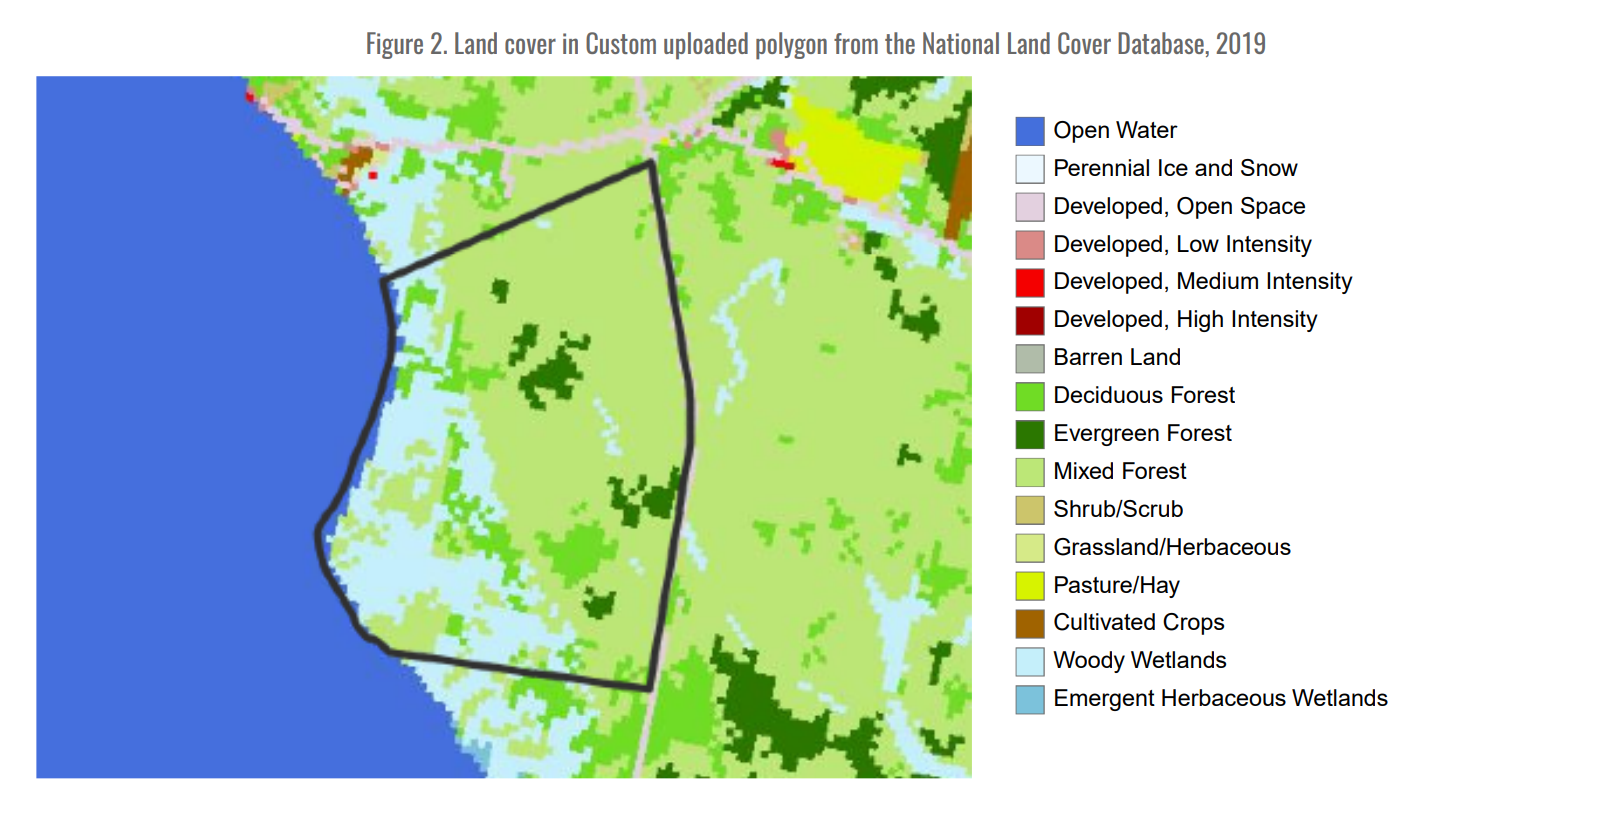 Figure 2. Land cover in Custom uploaded polygon from the National Land Cover Database, 2019
Open Water
Perennial Ice and Snow
Developed, Open Space
Developed, Low Intensity
Developed, Medium Intensity
Developed, High Intensity
Barren Land
Deciduous Forest
Evergreen Forest
Mixed Forest
Shrub/Scrub
Grassland/Herbaceous
Pasture/Hay
Cultivated Crops
Woody Wetlands
Emergent Herbaceous Wetlands